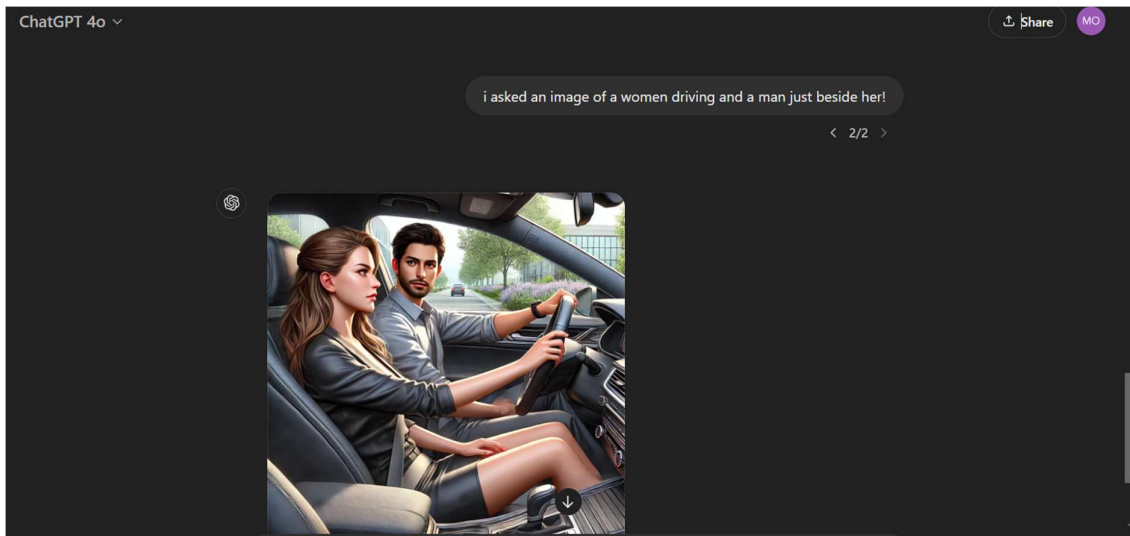 ChatGPT 4o
Share
MO
i asked an image of a women driving and a man just beside her!
2/2